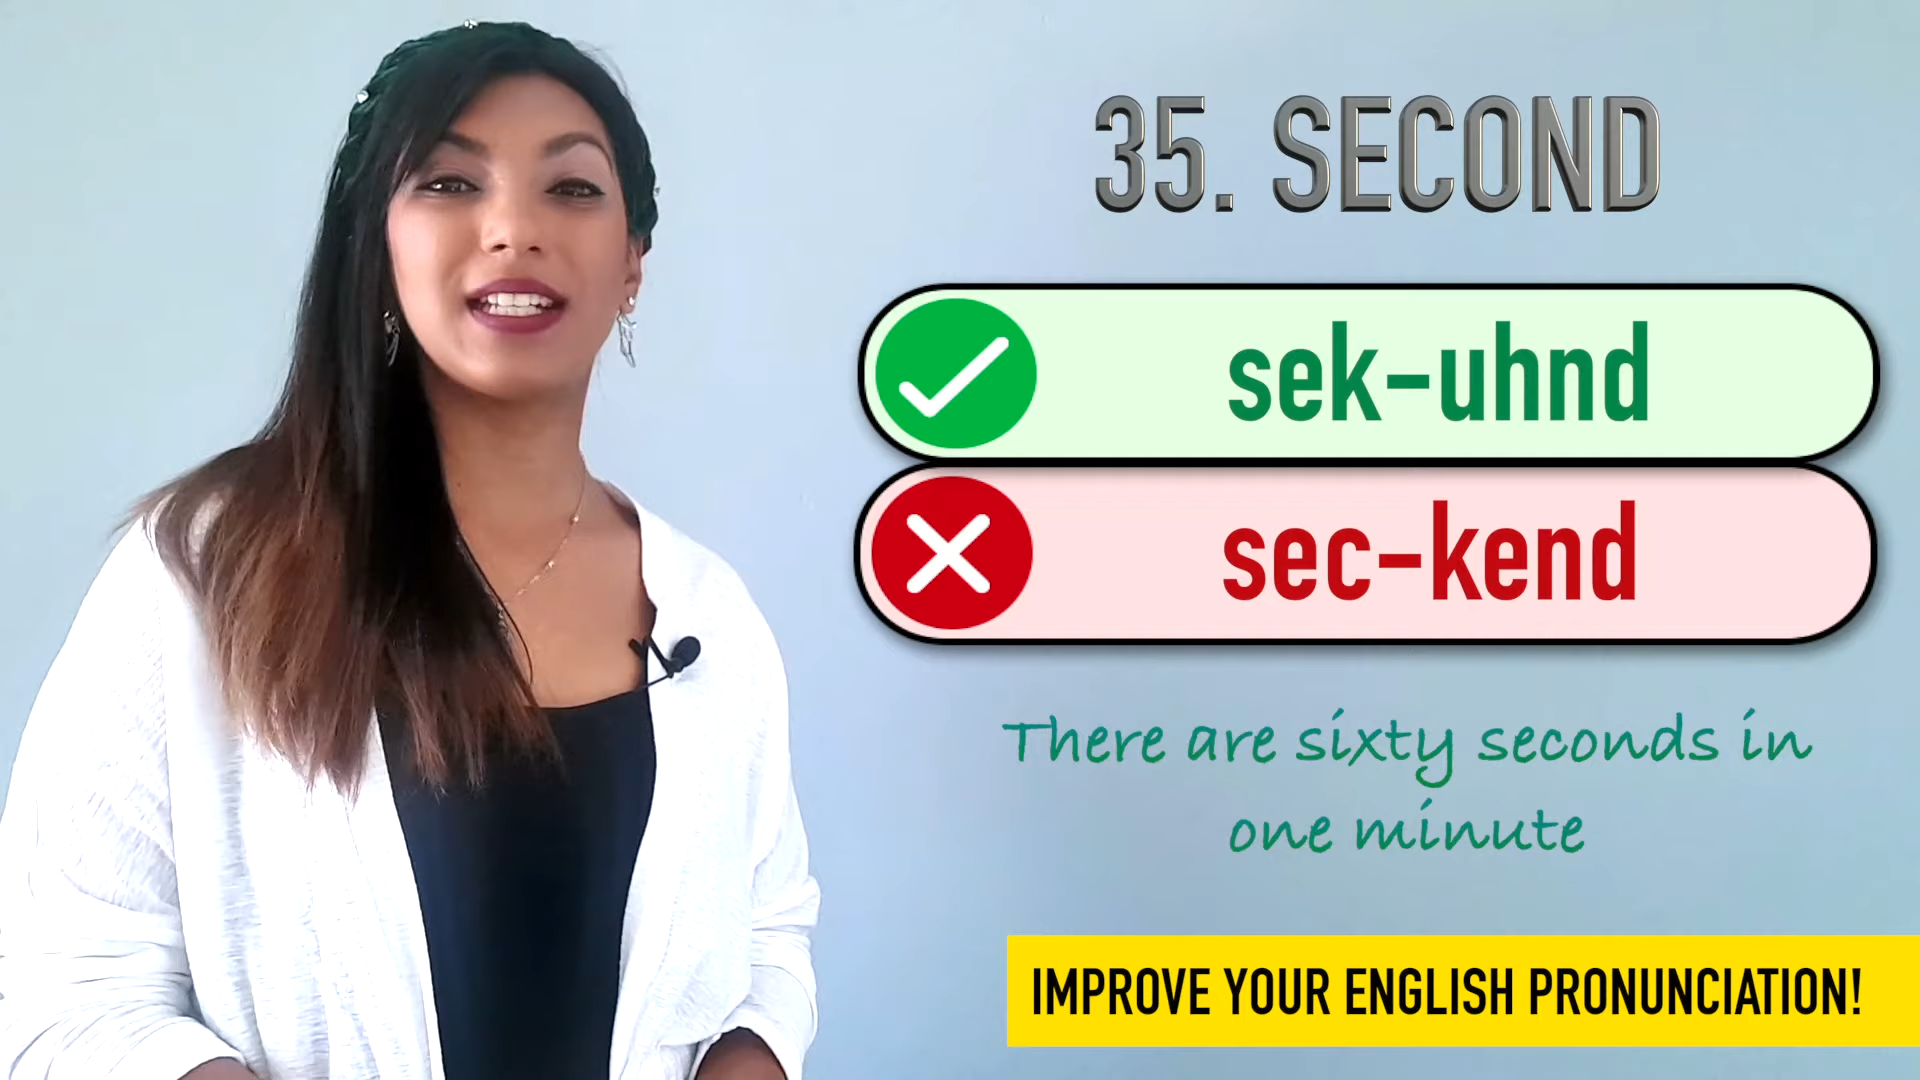 35. SECOND
sek-uhnd
sec-kend
There are sixty seconds in
one minute
IMPROVE YOUR ENGLISH PRONUNCIATION!